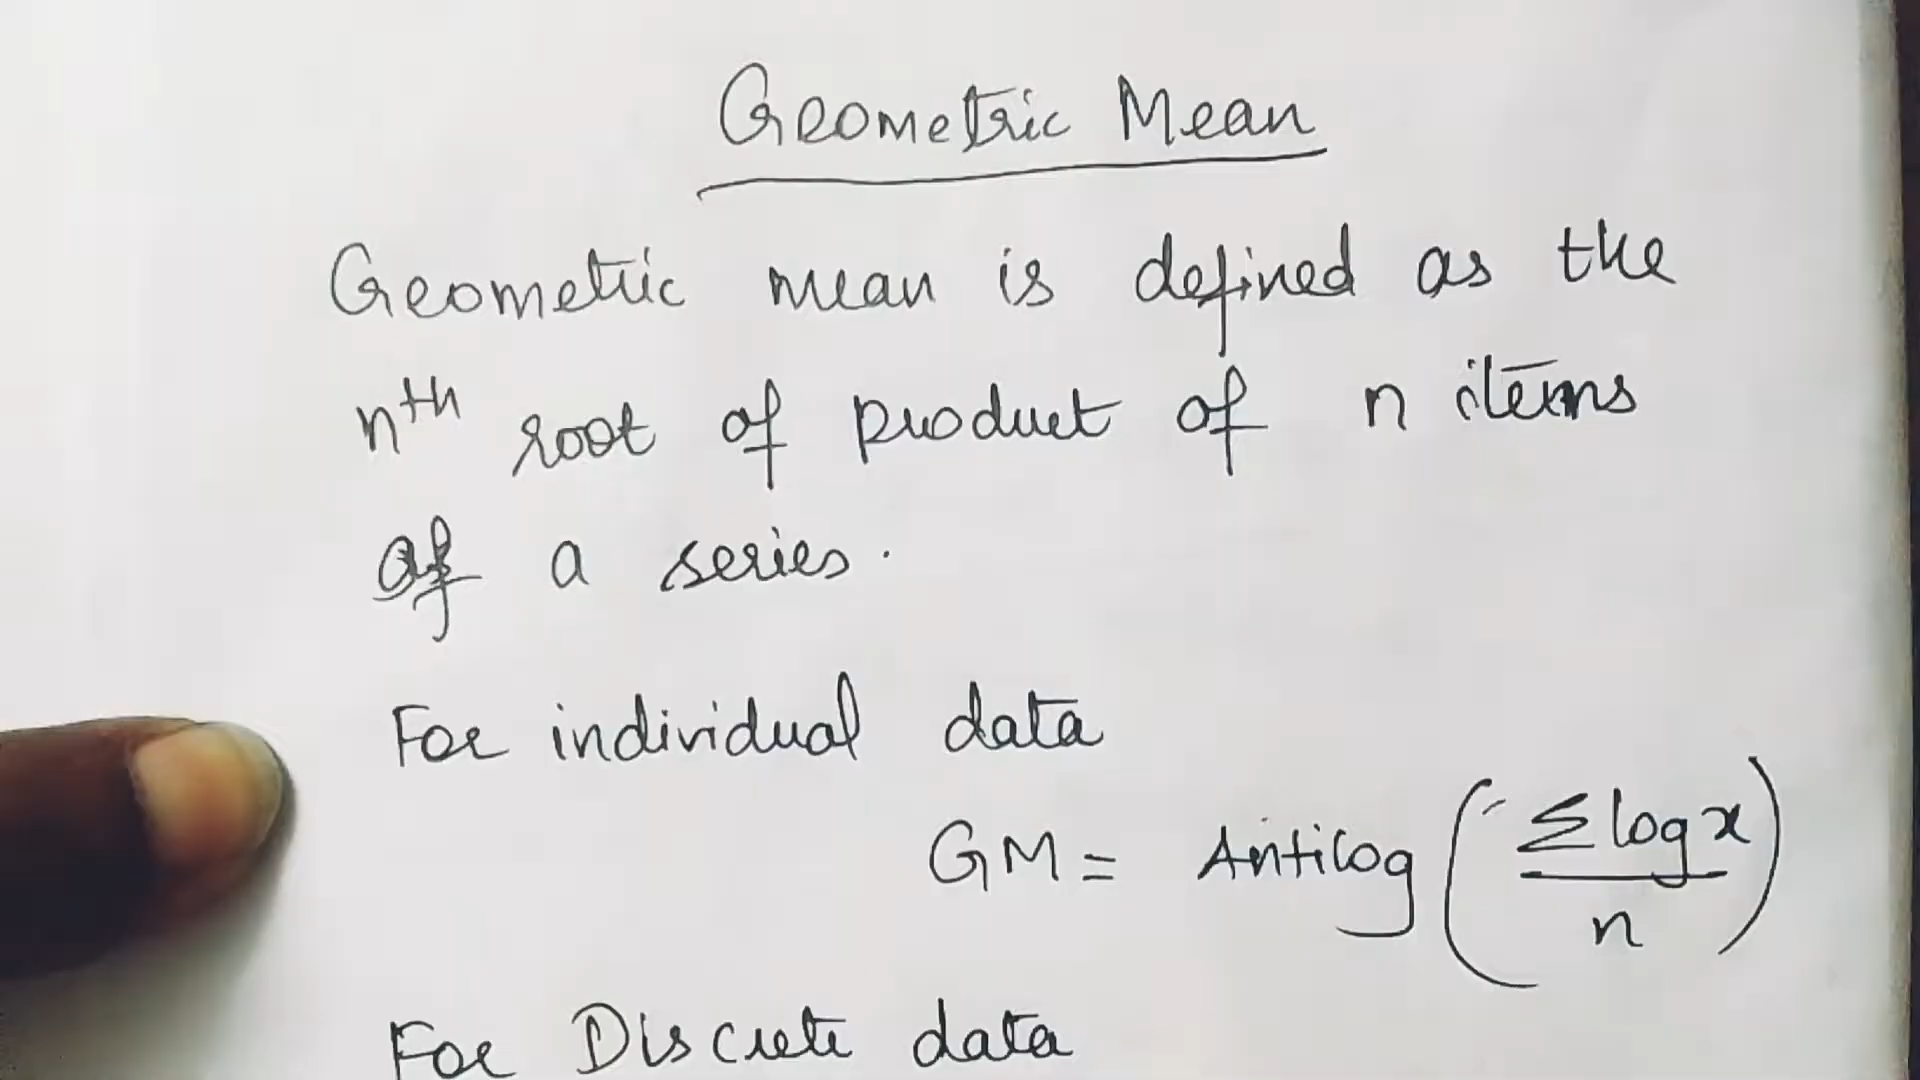 Geometric Mean
Geometric mean is defined as the
nth root of product of n items
of a series.
For individual data
GM = Antilog (Σ log x / n)
For Discrete data